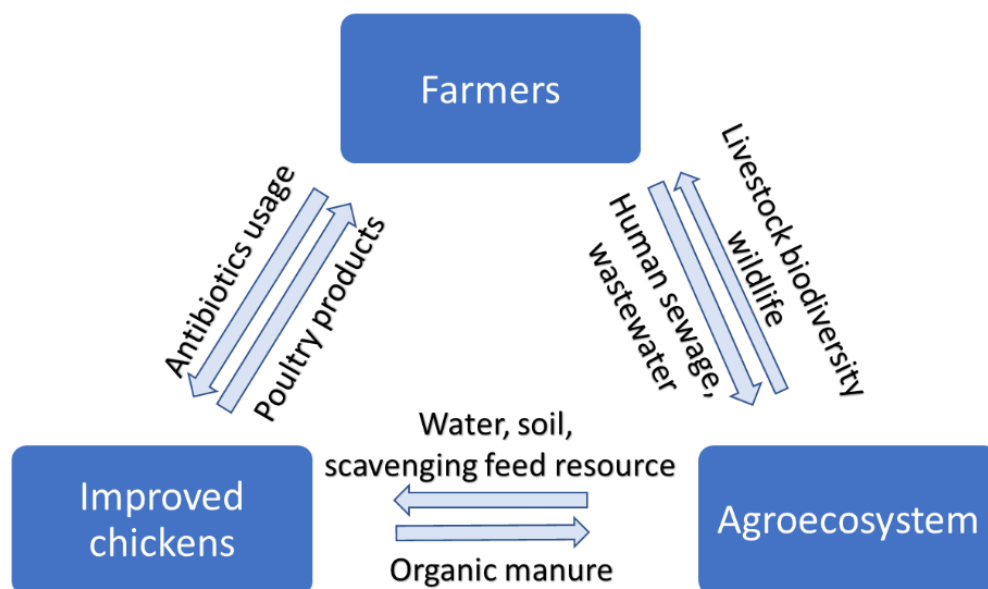 Farmers
Antibiotics usage
Poultry products
Human sewage,
wastewater
Livestock biodiversity
wildlife
Water, soil,
scavenging feed resource
Organic manure
Improved
chickens
Agroecosystem